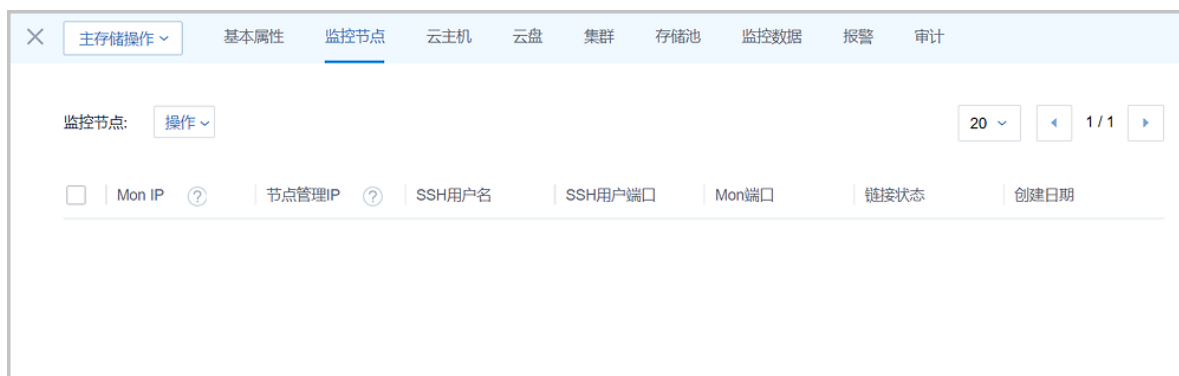 主存储操作 基本属性 监控节点 云主机 云盘 集群 存储池 监控数据 报警 审计
监控节点: 操作 20 1 / 1
Mon IP ? 节点管理IP ? SSH用户名 SSH用户端口 Mon端口 链接状态 创建日期